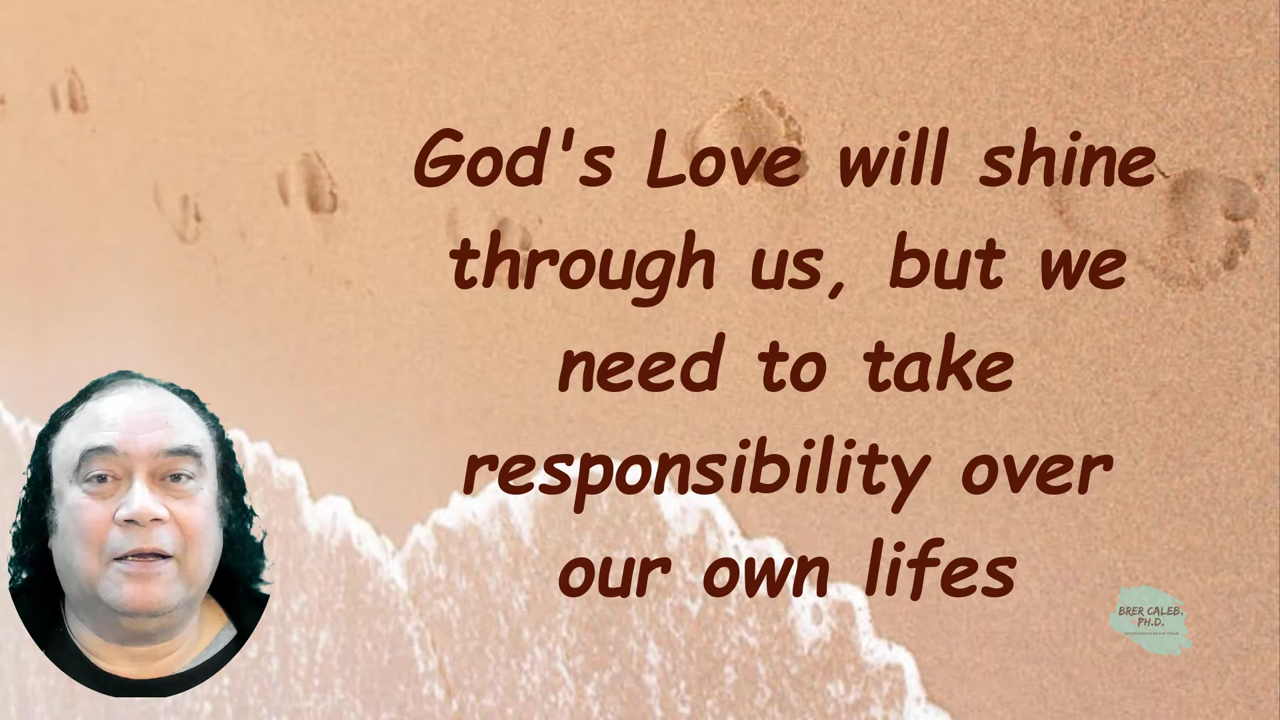 God's Love will shine
through us, but we
need to take
responsibility over
our own lifes
BRER CALEB,
PH.D.